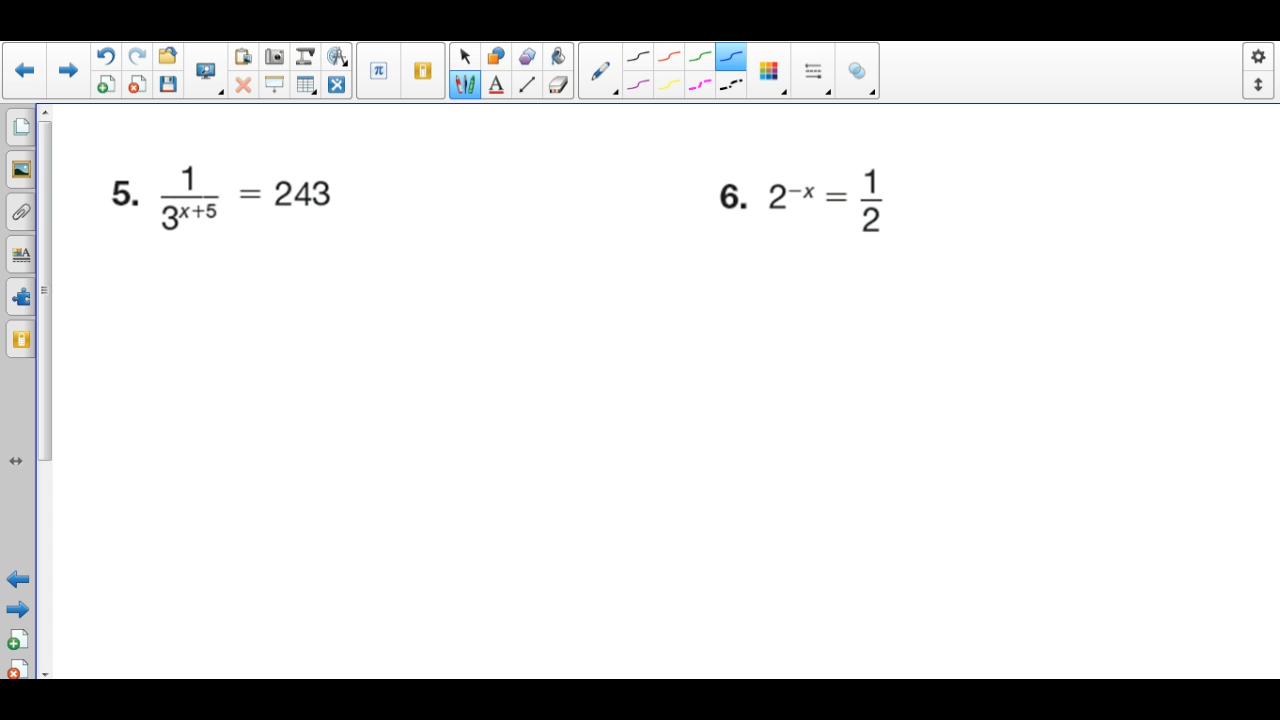 5. 1/3^(x+5) = 243
6. 2^(-x) = 1/2